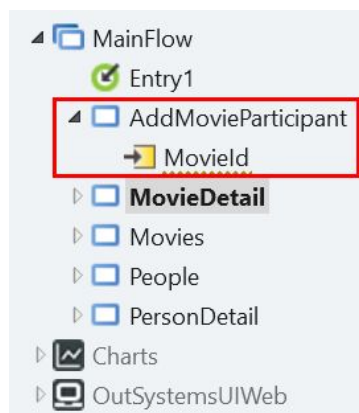 MainFlow
Entry1
AddMovieParticipant
MovieId
MovieDetail
Movies
People
PersonDetail
Charts
OutSystemsUIWeb